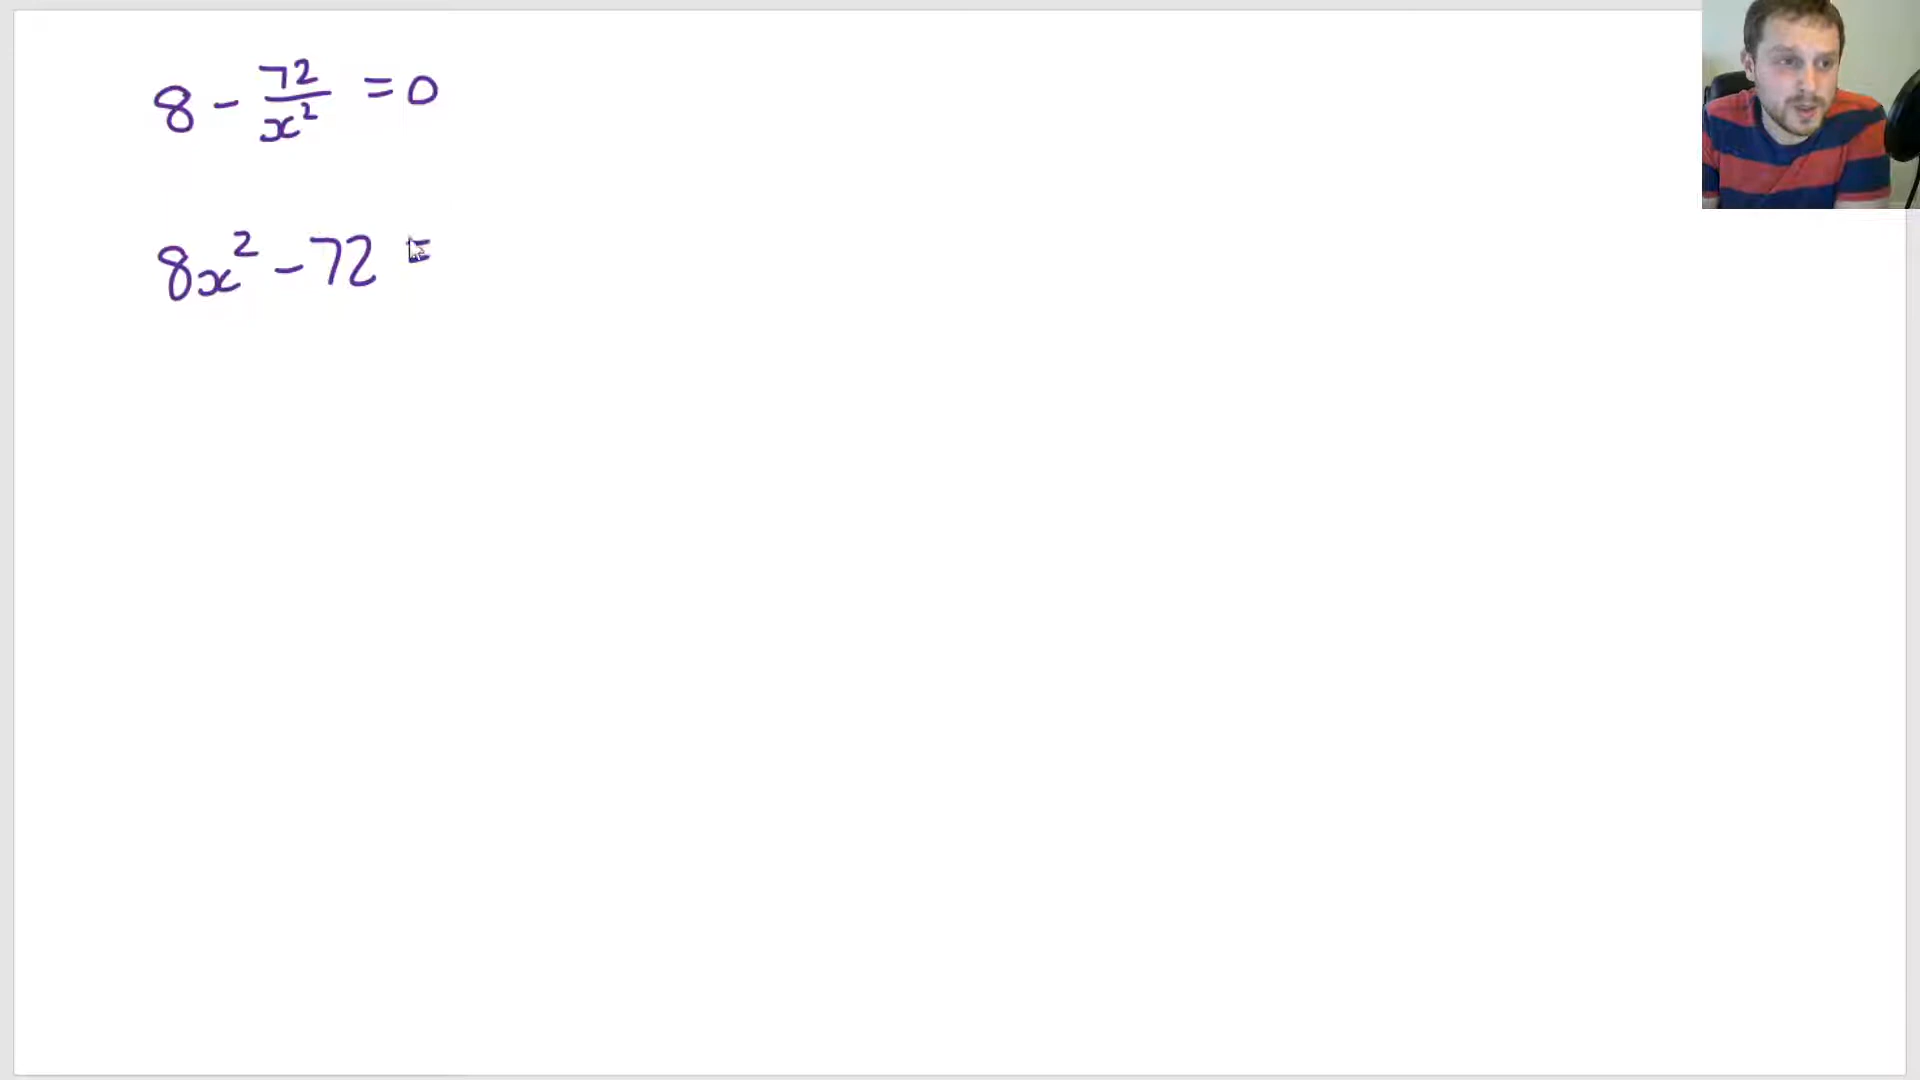 8 - 72/x² = 0
8x² - 72 =